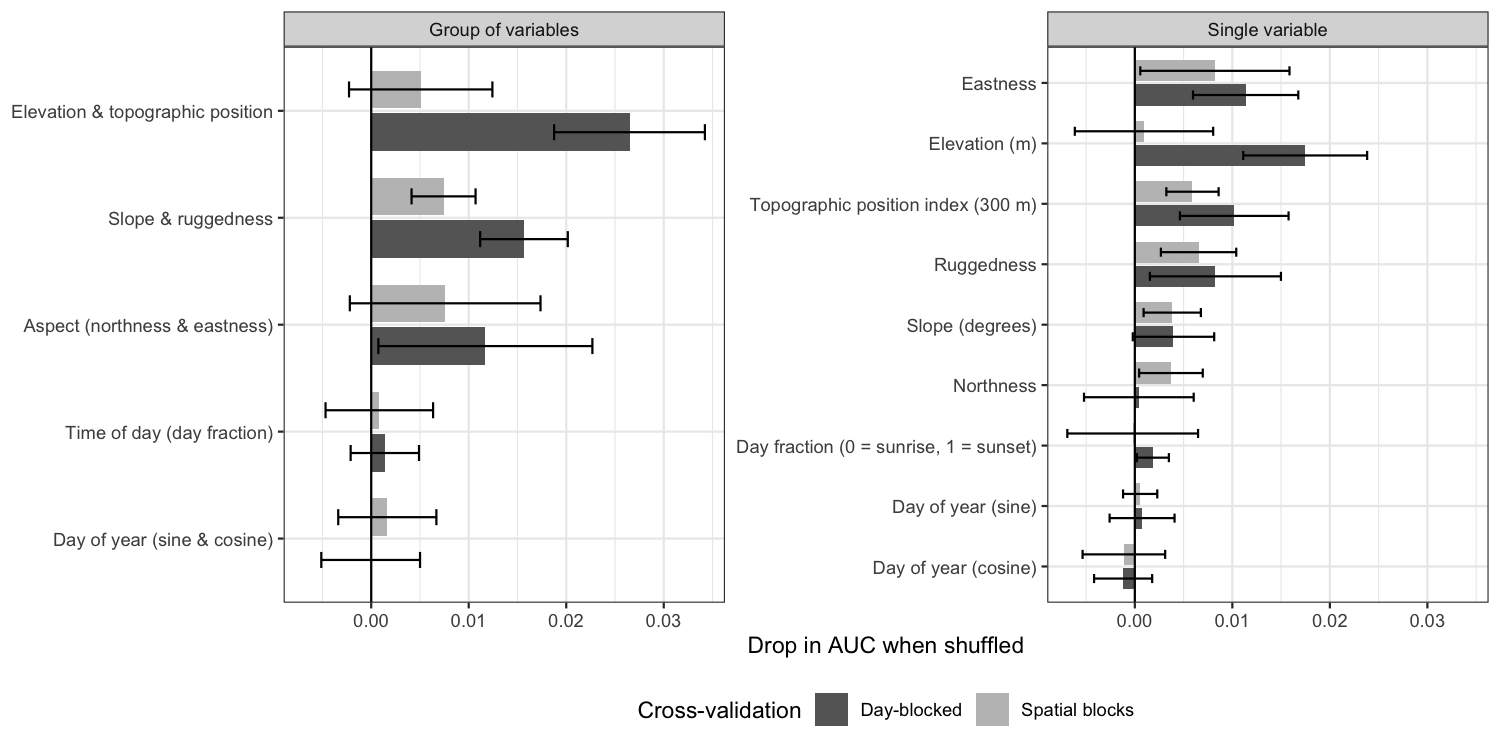 Group of variables
Single variable
Elevation & topographic position
Slope & ruggedness
Aspect (northness & eastness)
Time of day (day fraction)
Day of year (sine & cosine)
0.00 0.01 0.02 0.03
Eastness
Elevation (m)
Topographic position index (300 m)
Ruggedness
Slope (degrees)
Northness
Day fraction (0 = sunrise, 1 = sunset)
Day of year (sine)
Day of year (cosine)
0.00 0.01 0.02 0.03
Drop in AUC when shuffled
Cross-validation Day-blocked Spatial blocks